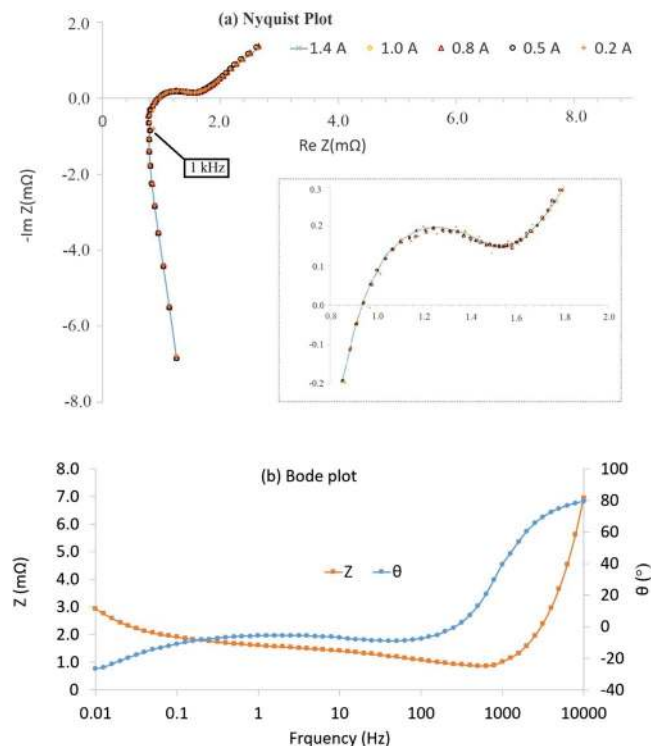 (a) Nyquist Plot
2.0
1.4 A 1.0 A 0.8 A 0.5 A 0.2 A
0.0
0 2.0 4.0 6.0 8.0
Re Z(mΩ)
1 kHz
-Im Z(mΩ)
-2.0
-4.0
-6.0
-8.0
0.3
0.2
0.1
0.0
0.8 1.0 1.2 1.4 1.6 1.8 2.0
-0.2
(b) Bode plot
8.0
7.0
6.0
5.0
4.0
3.0
2.0
1.0
0.0
Z (mΩ)
Z θ
100
80
60
40
20
0
-20
-40
θ (°)
0.01 0.1 1 10 100 1000 10000
Frquency (Hz)